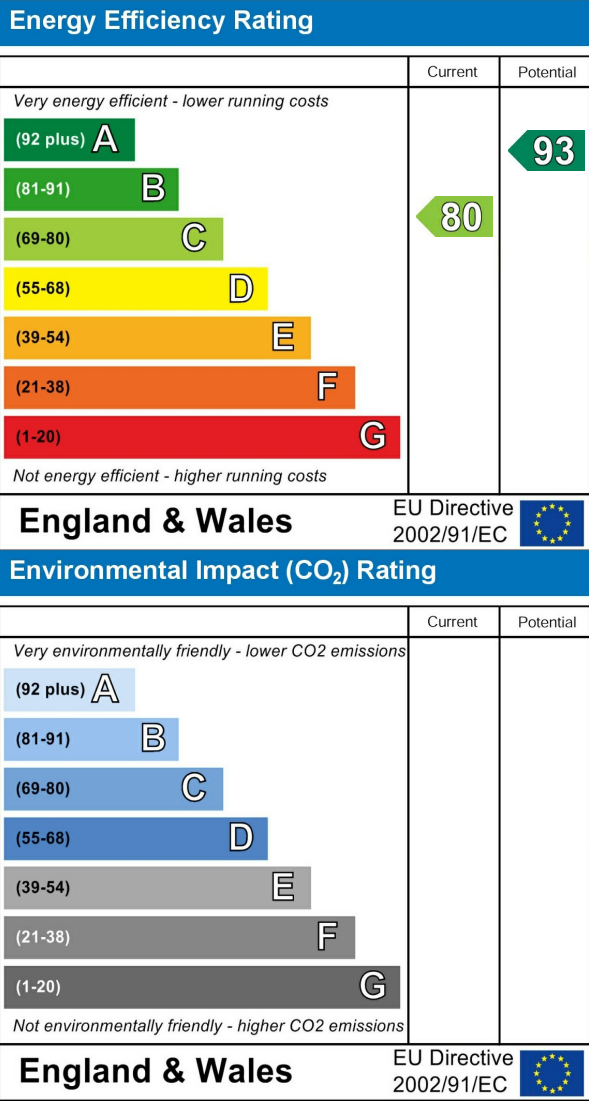 Energy Efficiency Rating
Current Potential
Very energy efficient - lower running costs
(92 plus) A
93
(81-91) B
80
(69-80) C
(55-68) D
(39-54) E
(21-38) F
(1-20) G
Not energy efficient - higher running costs
England & Wales
EU Directive
2002/91/EC
Environmental Impact (CO₂) Rating
Current Potential
Very environmentally friendly - lower CO2 emissions
(92 plus) A
(81-91) B
(69-80) C
(55-68) D
(39-54) E
(21-38) F
(1-20) G
Not environmentally friendly - higher CO2 emissions
England & Wales
EU Directive
2002/91/EC